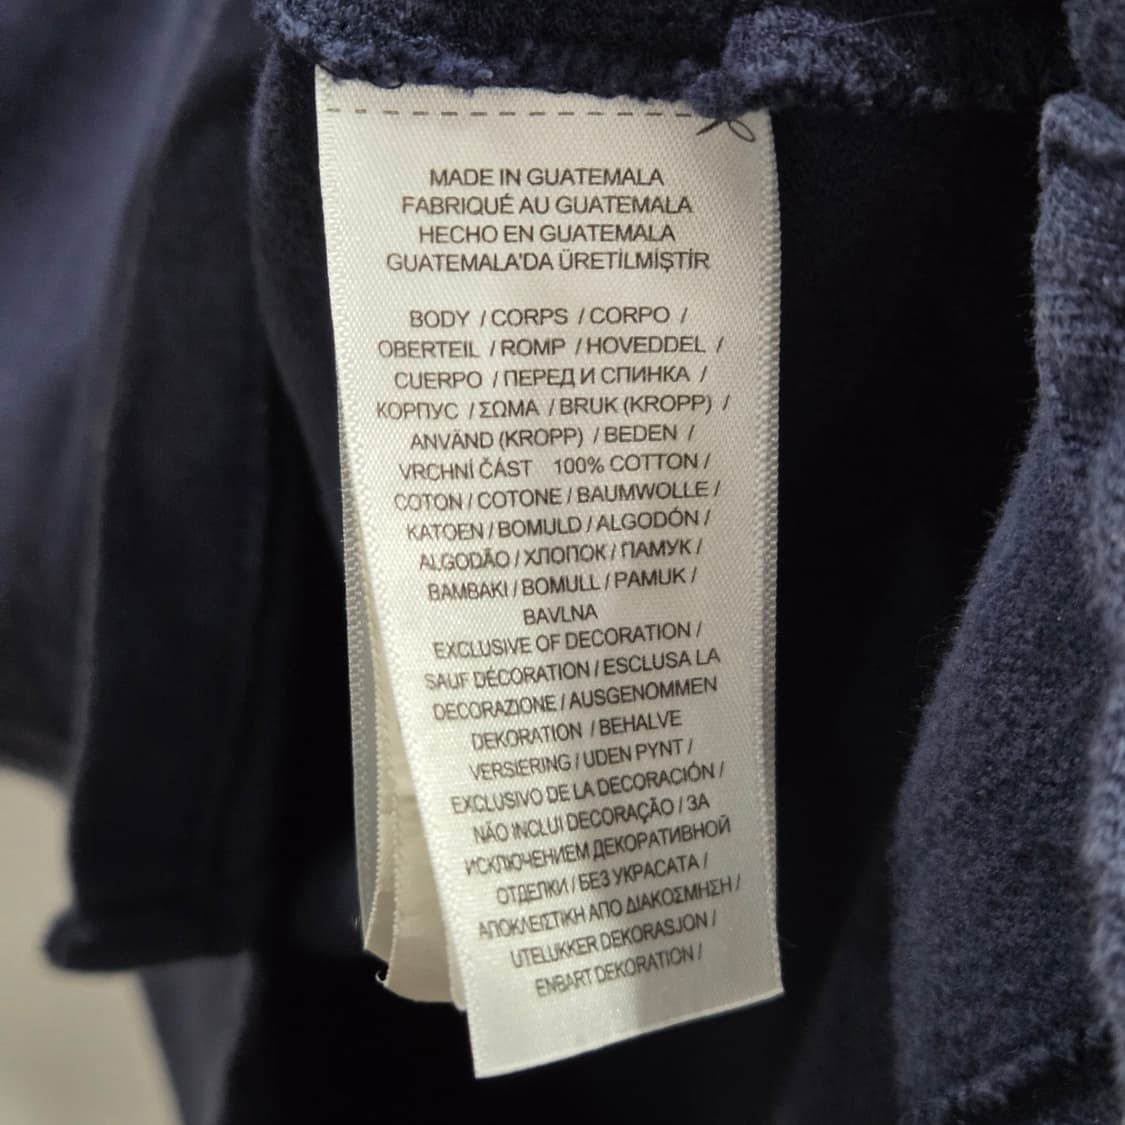 MADE IN GUATEMALA
FABRIQUÉ AU GUATEMALA
HECHO EN GUATEMALA
GUATEMALA'DA ÜRETİLMİŞTİR
BODY / CORPS / CORPO /
OBERTEIL / ROMP / HOVEDDEL /
CUERPO / ПЕРЕД И СПИНКА /
КОРПУС / ΣΩΜΑ / BRUK (KROPP) /
ANVÄND (KROPP) / BEDEN /
VRCHNÍ ČÁST 100% COTTON /
COTON / COTONE / BAUMWOLLE /
KATOEN / BOMULD / ALGODÓN /
ALGODÃO / ХЛОПОК / ПАМУК /
BAMBAKI / BOMULL / PAMUK /
BAVLNA
EXCLUSIVE OF DECORATION /
SAUF DÉCORATION / ESCLUSA LA
DECORAZIONE / AUSGENOMMEN
DEKORATION / BEHALVE
VERSIERING / UDEN PYNT /
EXCLUSIVO DE LA DECORACIÓN /
NÃO INCLUI DECORAÇÃO / ЗА
ИСКЛЮЧЕНИЕМ ДЕКОРАТИВНОЙ
ОТДЕЛКИ / БЕЗ УКРАСАТА /
ΑΠΟΚΛΕΙΣΤΙΚΗ ΑΠΟ ΔΙΑΚΟΣΜΗΣΗ /
UTELUKKER DEKORASJON /
ENBART DEKORATION /